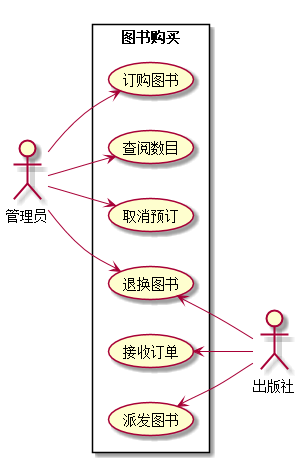 图书购买
订购图书
查阅数目
管理员
取消预订
退换图书
接收订单
出版社
派发图书